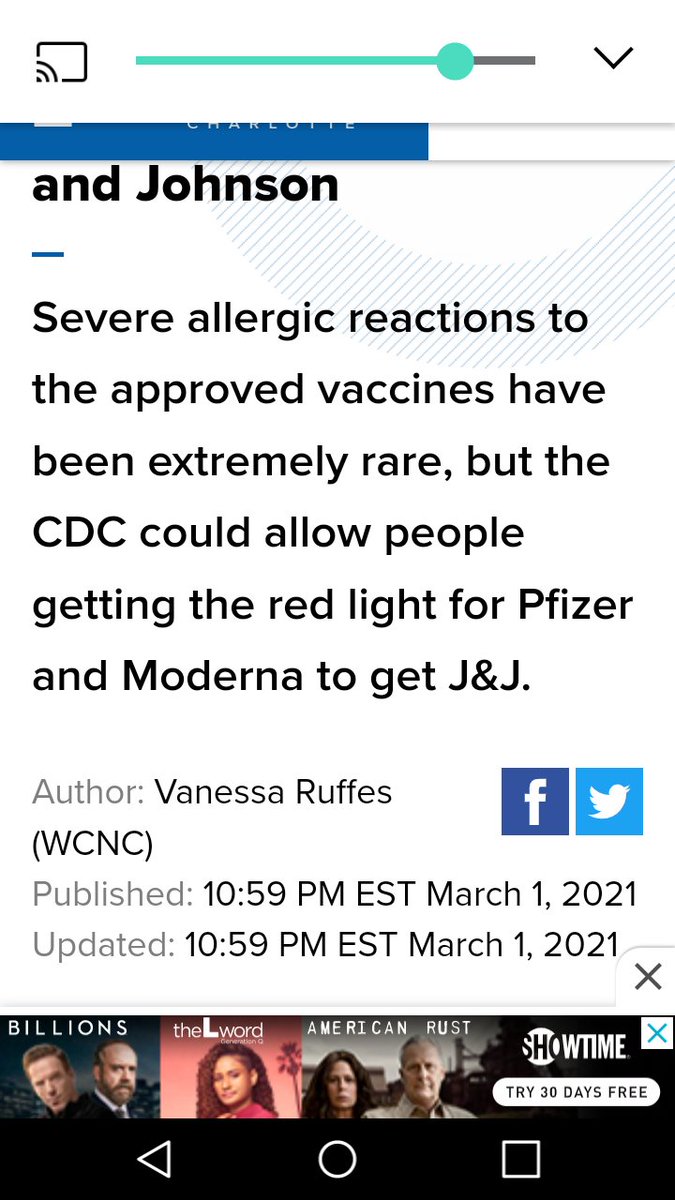 CHARLOTTE
and Johnson
Severe allergic reactions to
the approved vaccines have
been extremely rare, but the
CDC could allow people
getting the red light for Pfizer
and Moderna to get J&J.
Author: Vanessa Ruffes
(WCNC)
Published: 10:59 PM EST March 1, 2021
Updated: 10:59 PM EST March 1, 2021
BILLIONS
the L word
Generation Q
AMERICAN RUST
SHOWTIME
TRY 30 DAYS FREE